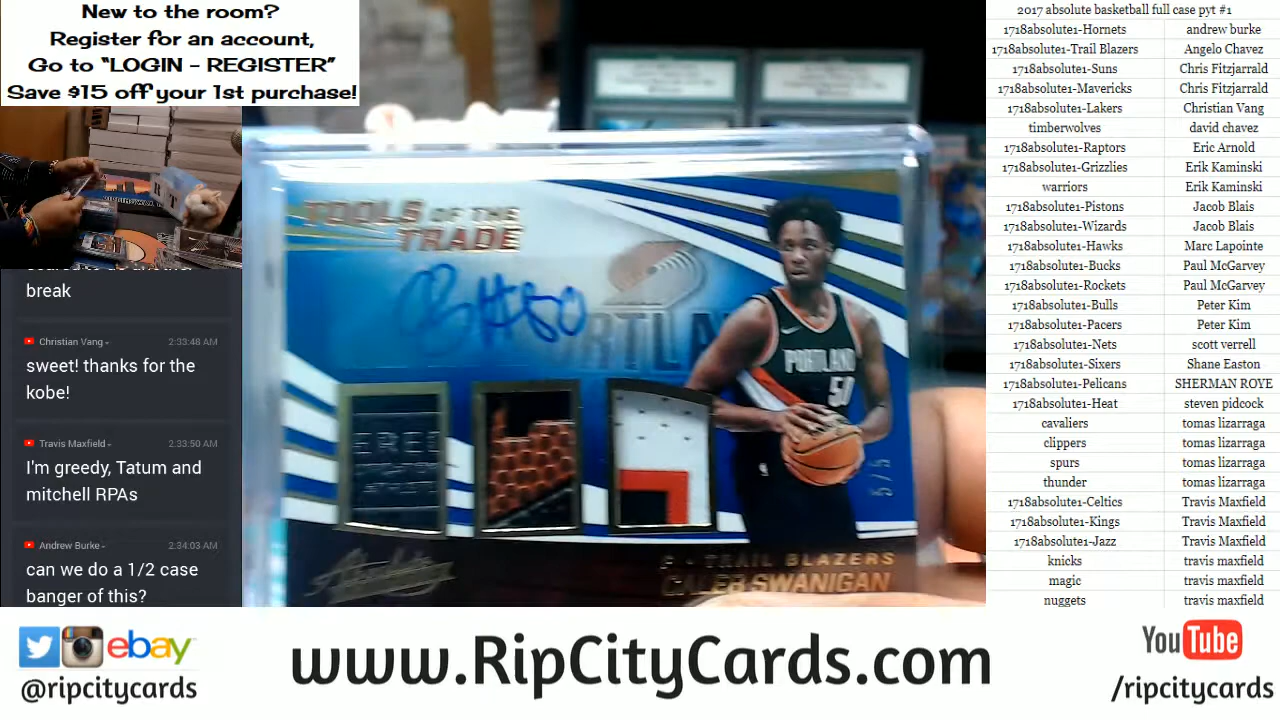 New to the room?
Register for an account,
Go to “LOGIN - REGISTER”
Save $15 off your 1st purchase!
break
Christian Vang - 2:33:48 AM
sweet! thanks for the
kobe!
Travis Maxfield - 2:33:50 AM
I'm greedy, Tatum and
mitchell RPAs
Andrew Burke - 2:34:03 AM
can we do a 1/2 case
banger of this?
TOOLS OF THE
TRADE
#50
PORTLAND
50
5/5
F - TRAIL BLAZERS
CALEB SWANIGAN
Absolute
2017 absolute basketball full case pyt #1
1718absolute1-Hornets andrew burke
1718absolute1-Trail Blazers Angelo Chavez
1718absolute1-Suns Chris Fitzjarrald
1718absolute1-Mavericks Chris Fitzjarrald
1718absolute1-Lakers Christian Vang
timberwolves david chavez
1718absolute1-Raptors Eric Arnold
1718absolute1-Grizzlies Erik Kaminski
warriors Erik Kaminski
1718absolute1-Pistons Jacob Blais
1718absolute1-Wizards Jacob Blais
1718absolute1-Hawks Marc Lapointe
1718absolute1-Bucks Paul McGarvey
1718absolute1-Rockets Paul McGarvey
1718absolute1-Bulls Peter Kim
1718absolute1-Pacers Peter Kim
1718absolute1-Nets scott verrell
1718absolute1-Sixers Shane Easton
1718absolute1-Pelicans SHERMAN ROYE
1718absolute1-Heat steven pidcock
cavaliers tomas lizarraga
clippers tomas lizarraga
spurs tomas lizarraga
thunder tomas lizarraga
1718absolute1-Celtics Travis Maxfield
1718absolute1-Kings Travis Maxfield
1718absolute1-Jazz Travis Maxfield
knicks travis maxfield
magic travis maxfield
nuggets travis maxfield
ebay
@ripcitycards
www.RipCityCards.com
YouTube
/ripcitycards